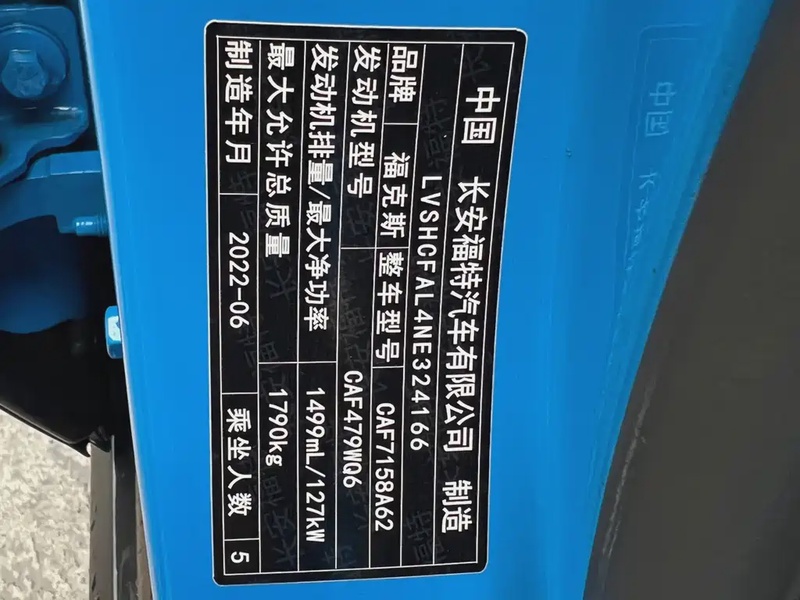 中国 长安福特汽车有限公司 制造
LVSHCFAL4NE324166
品牌 福克斯 整车型号 CAF7158A62
发动机型号 CAF479WQ6
发动机排量/最大净功率 1499mL/127kW
最大允许总质量 1790kg
制造年月 2022-06 乘坐人数 5